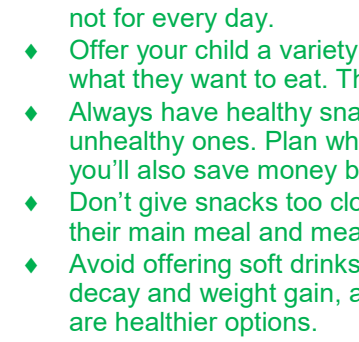 not for every day.
♦ Offer your child a variety
what they want to eat. Th
♦ Always have healthy sna
unhealthy ones. Plan wh
you’ll also save money b
♦ Don’t give snacks too clo
their main meal and mea
♦ Avoid offering soft drinks
decay and weight gain, a
are healthier options.